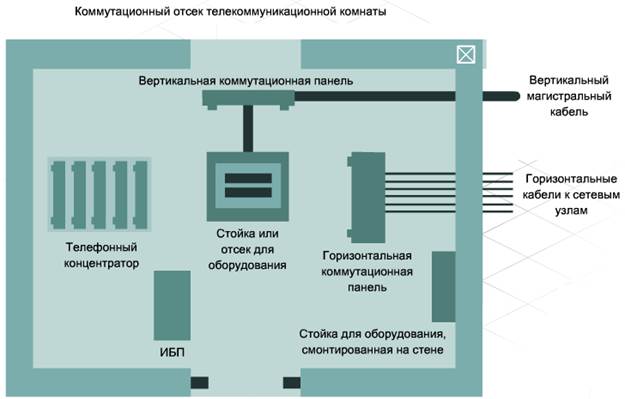 Коммутационный отсек телекоммуникационной комнаты
Вертикальная коммутационная панель
Вертикальный
магистральный
кабель
Горизонтальные
кабели к сетевым
узлам
Телефонный
концентратор
Стойка или
отсек для
оборудования
Горизонтальная
коммутационная
панель
ИБП
Стойка для оборудования,
смонтированная на стене